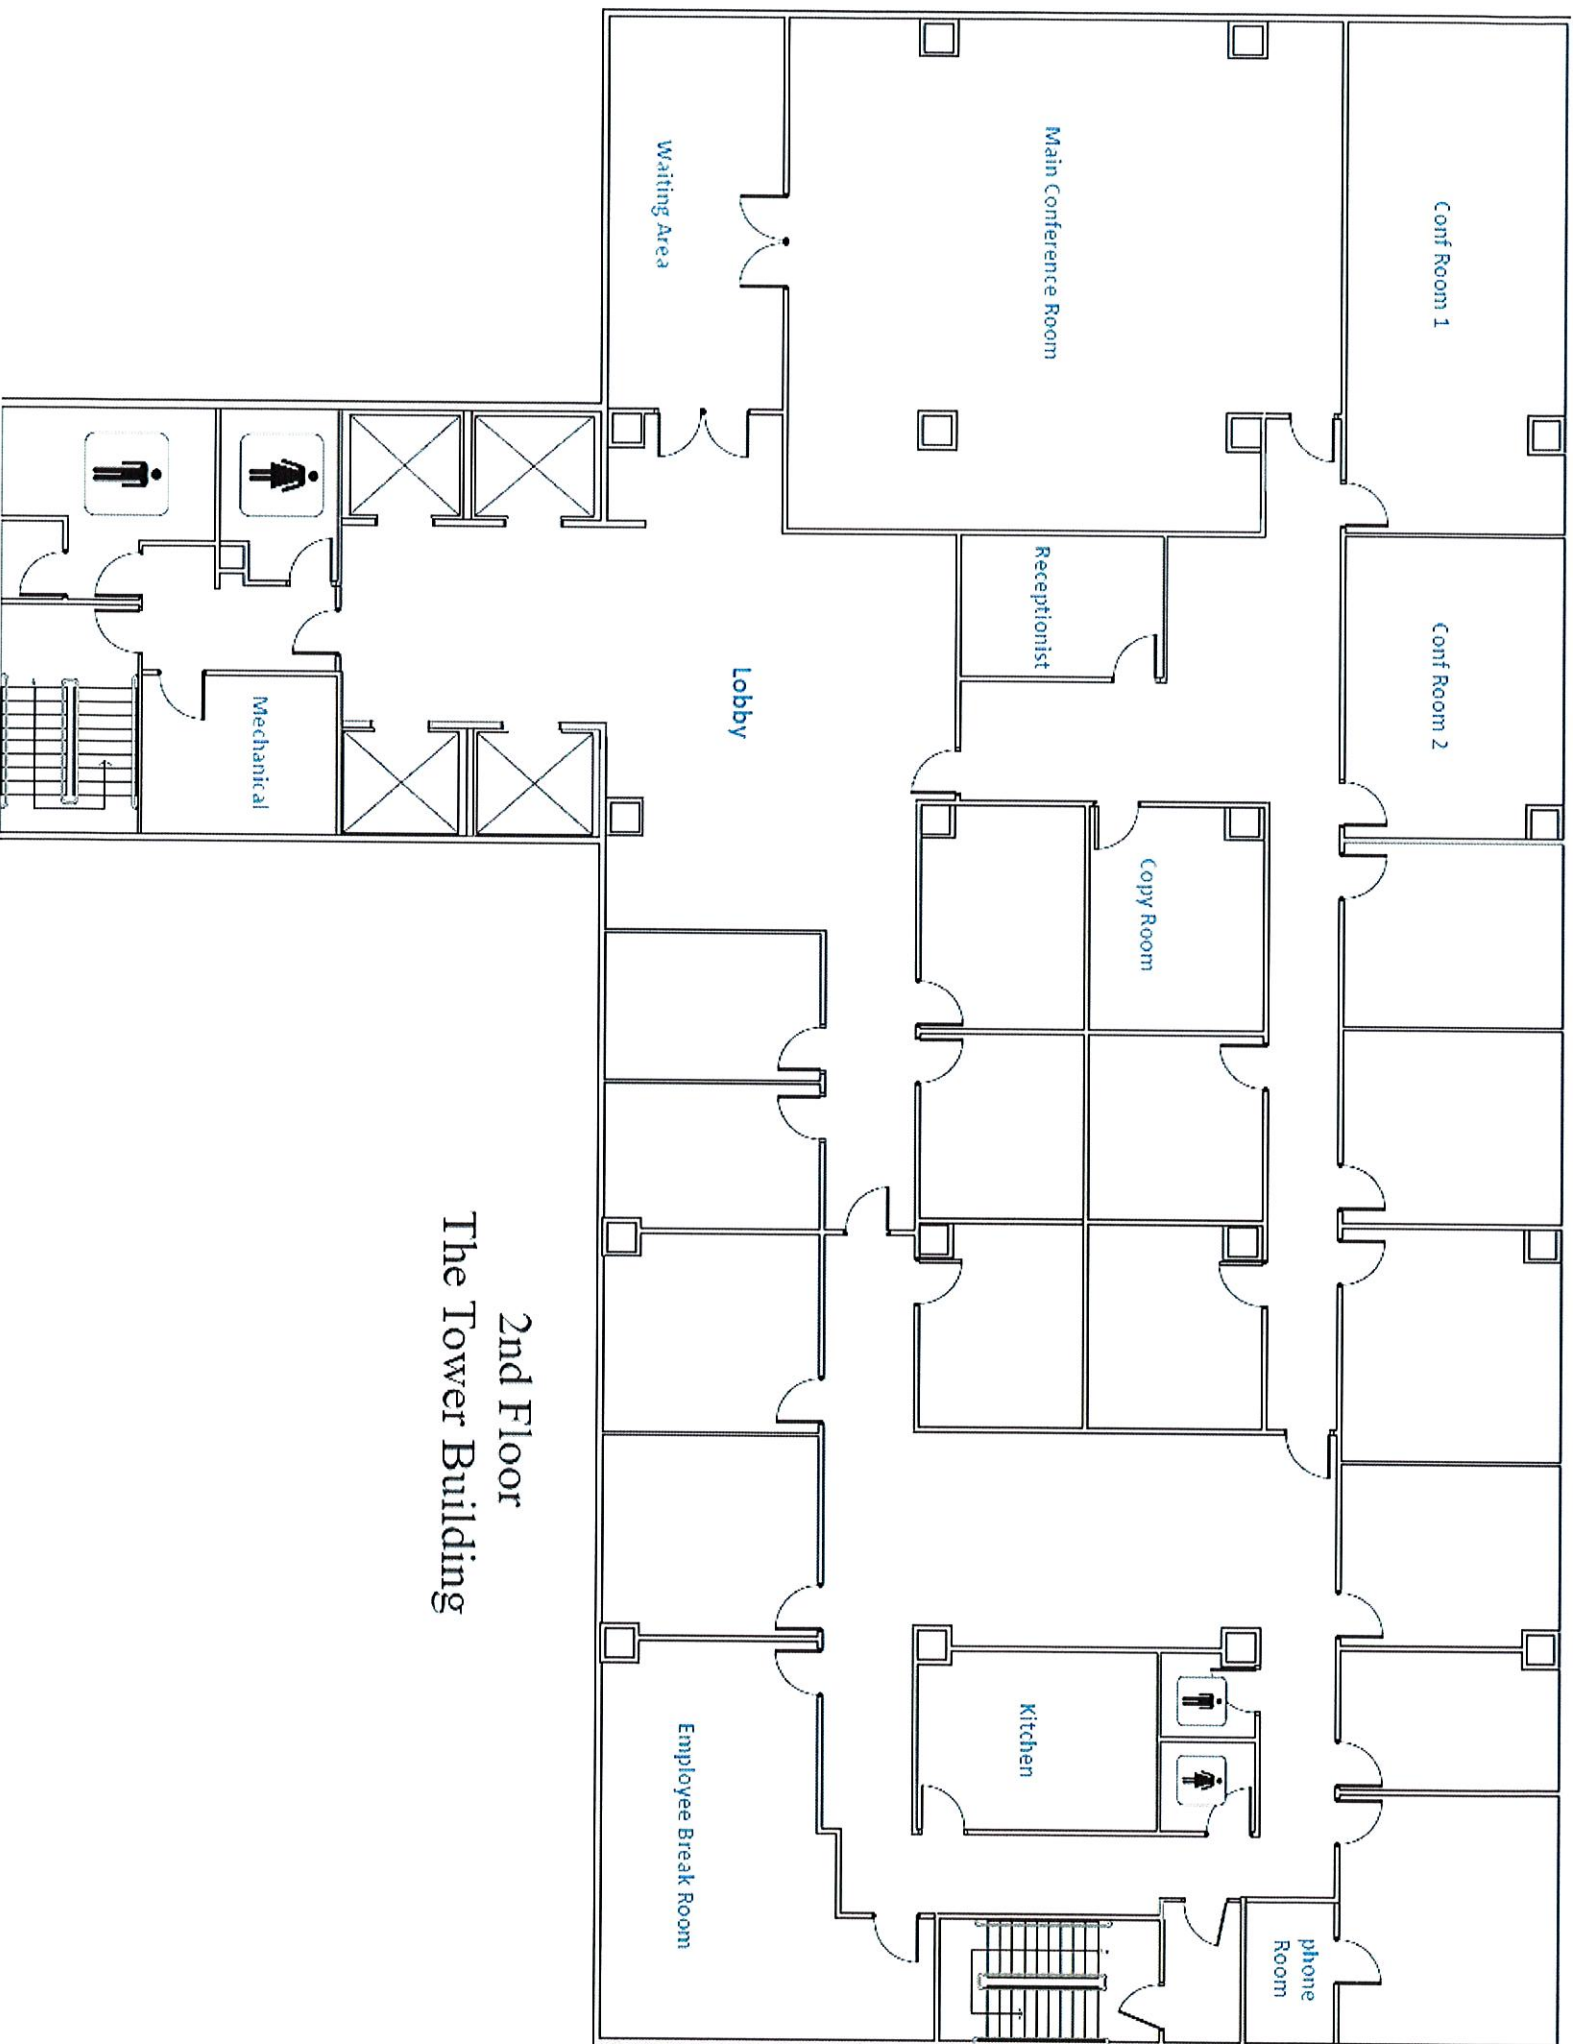 Conf Room 1
Conf Room 2
Main Conference Room
Receptionist
Copy Room
phone
Room
Kitchen
Waiting Area
Lobby
Employee Break Room
Mechanical
2nd Floor
The Tower Building